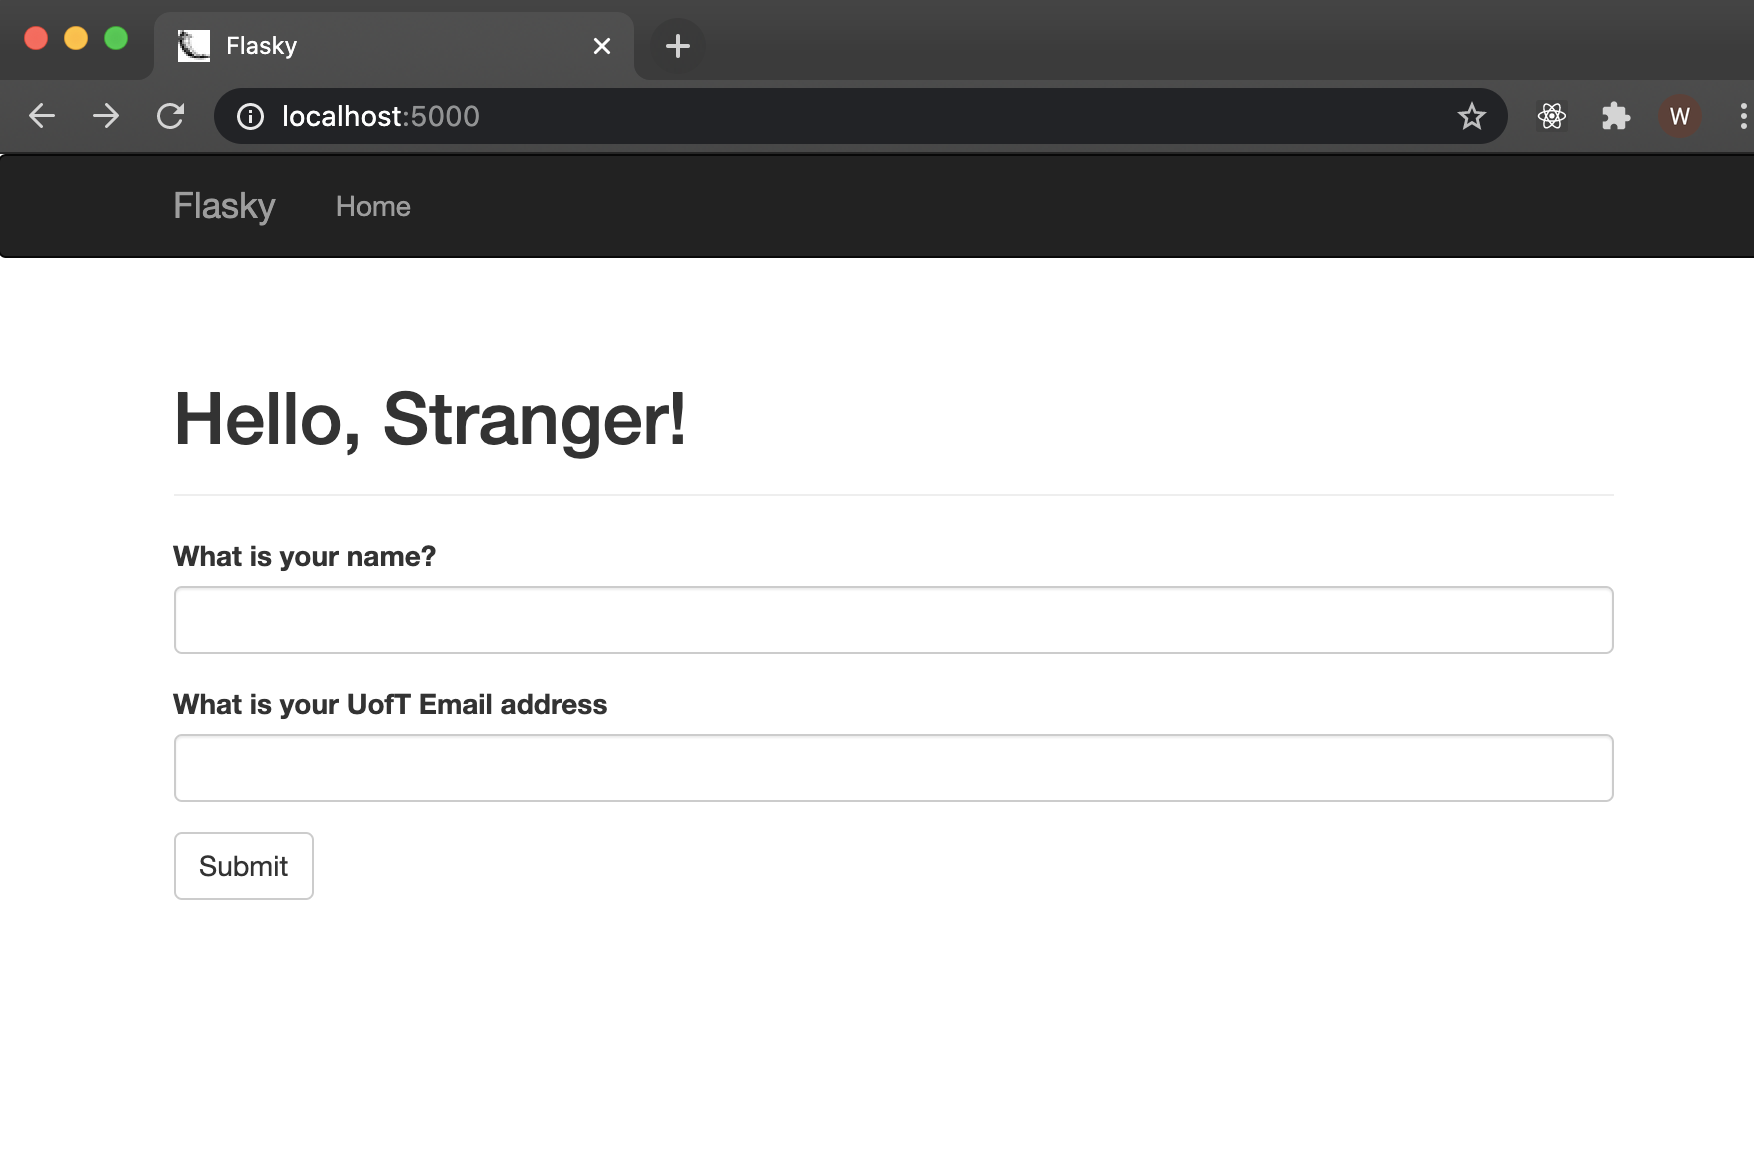 Flasky
localhost:5000
W
Flasky Home
Hello, Stranger!
What is your name?
What is your UofT Email address
Submit